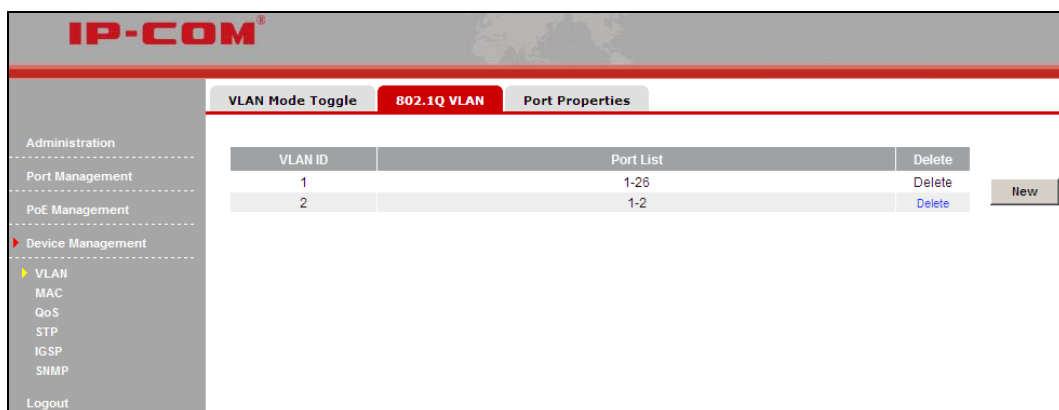 IP-COM®
VLAN Mode Toggle 802.1Q VLAN Port Properties
Administration
Port Management
PoE Management
Device Management
VLAN
MAC
QoS
STP
IGSP
SNMP
Logout
VLAN ID Port List Delete
1 1-26 Delete
2 1-2 Delete
New